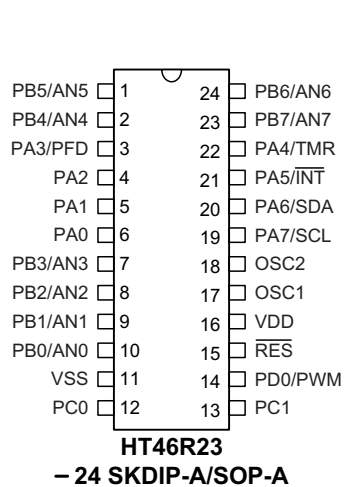 PB5/AN5 1 24 PB6/AN6
PB4/AN4 2 23 PB7/AN7
PA3/PFD 3 22 PA4/TMR
PA2 4 21 PA5/INT
PA1 5 20 PA6/SDA
PA0 6 19 PA7/SCL
PB3/AN3 7 18 OSC2
PB2/AN2 8 17 OSC1
PB1/AN1 9 16 VDD
PB0/AN0 10 15 RES
VSS 11 14 PD0/PWM
PC0 12 13 PC1
HT46R23
– 24 SKDIP-A/SOP-A